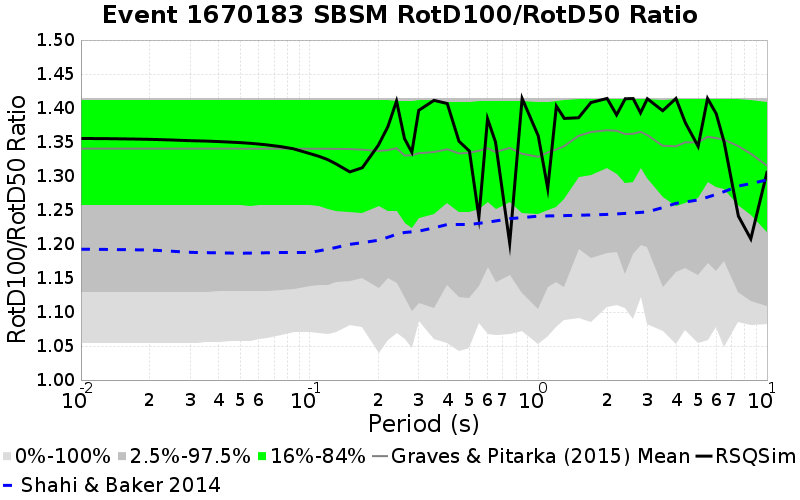 Event 1670183 SBSM RotD100/RotD50 Ratio
RotD100/RotD50 Ratio
1.50
1.45
1.40
1.35
1.30
1.25
1.20
1.15
1.10
1.05
1.00
10-2 2 3 4 5 6 10-1 2 3 4 5 6 7 100 2 3 4 5 6 7 101
Period (s)
0%-100% 2.5%-97.5% 16%-84% Graves & Pitarka (2015) Mean RSQSim
Shahi & Baker 2014